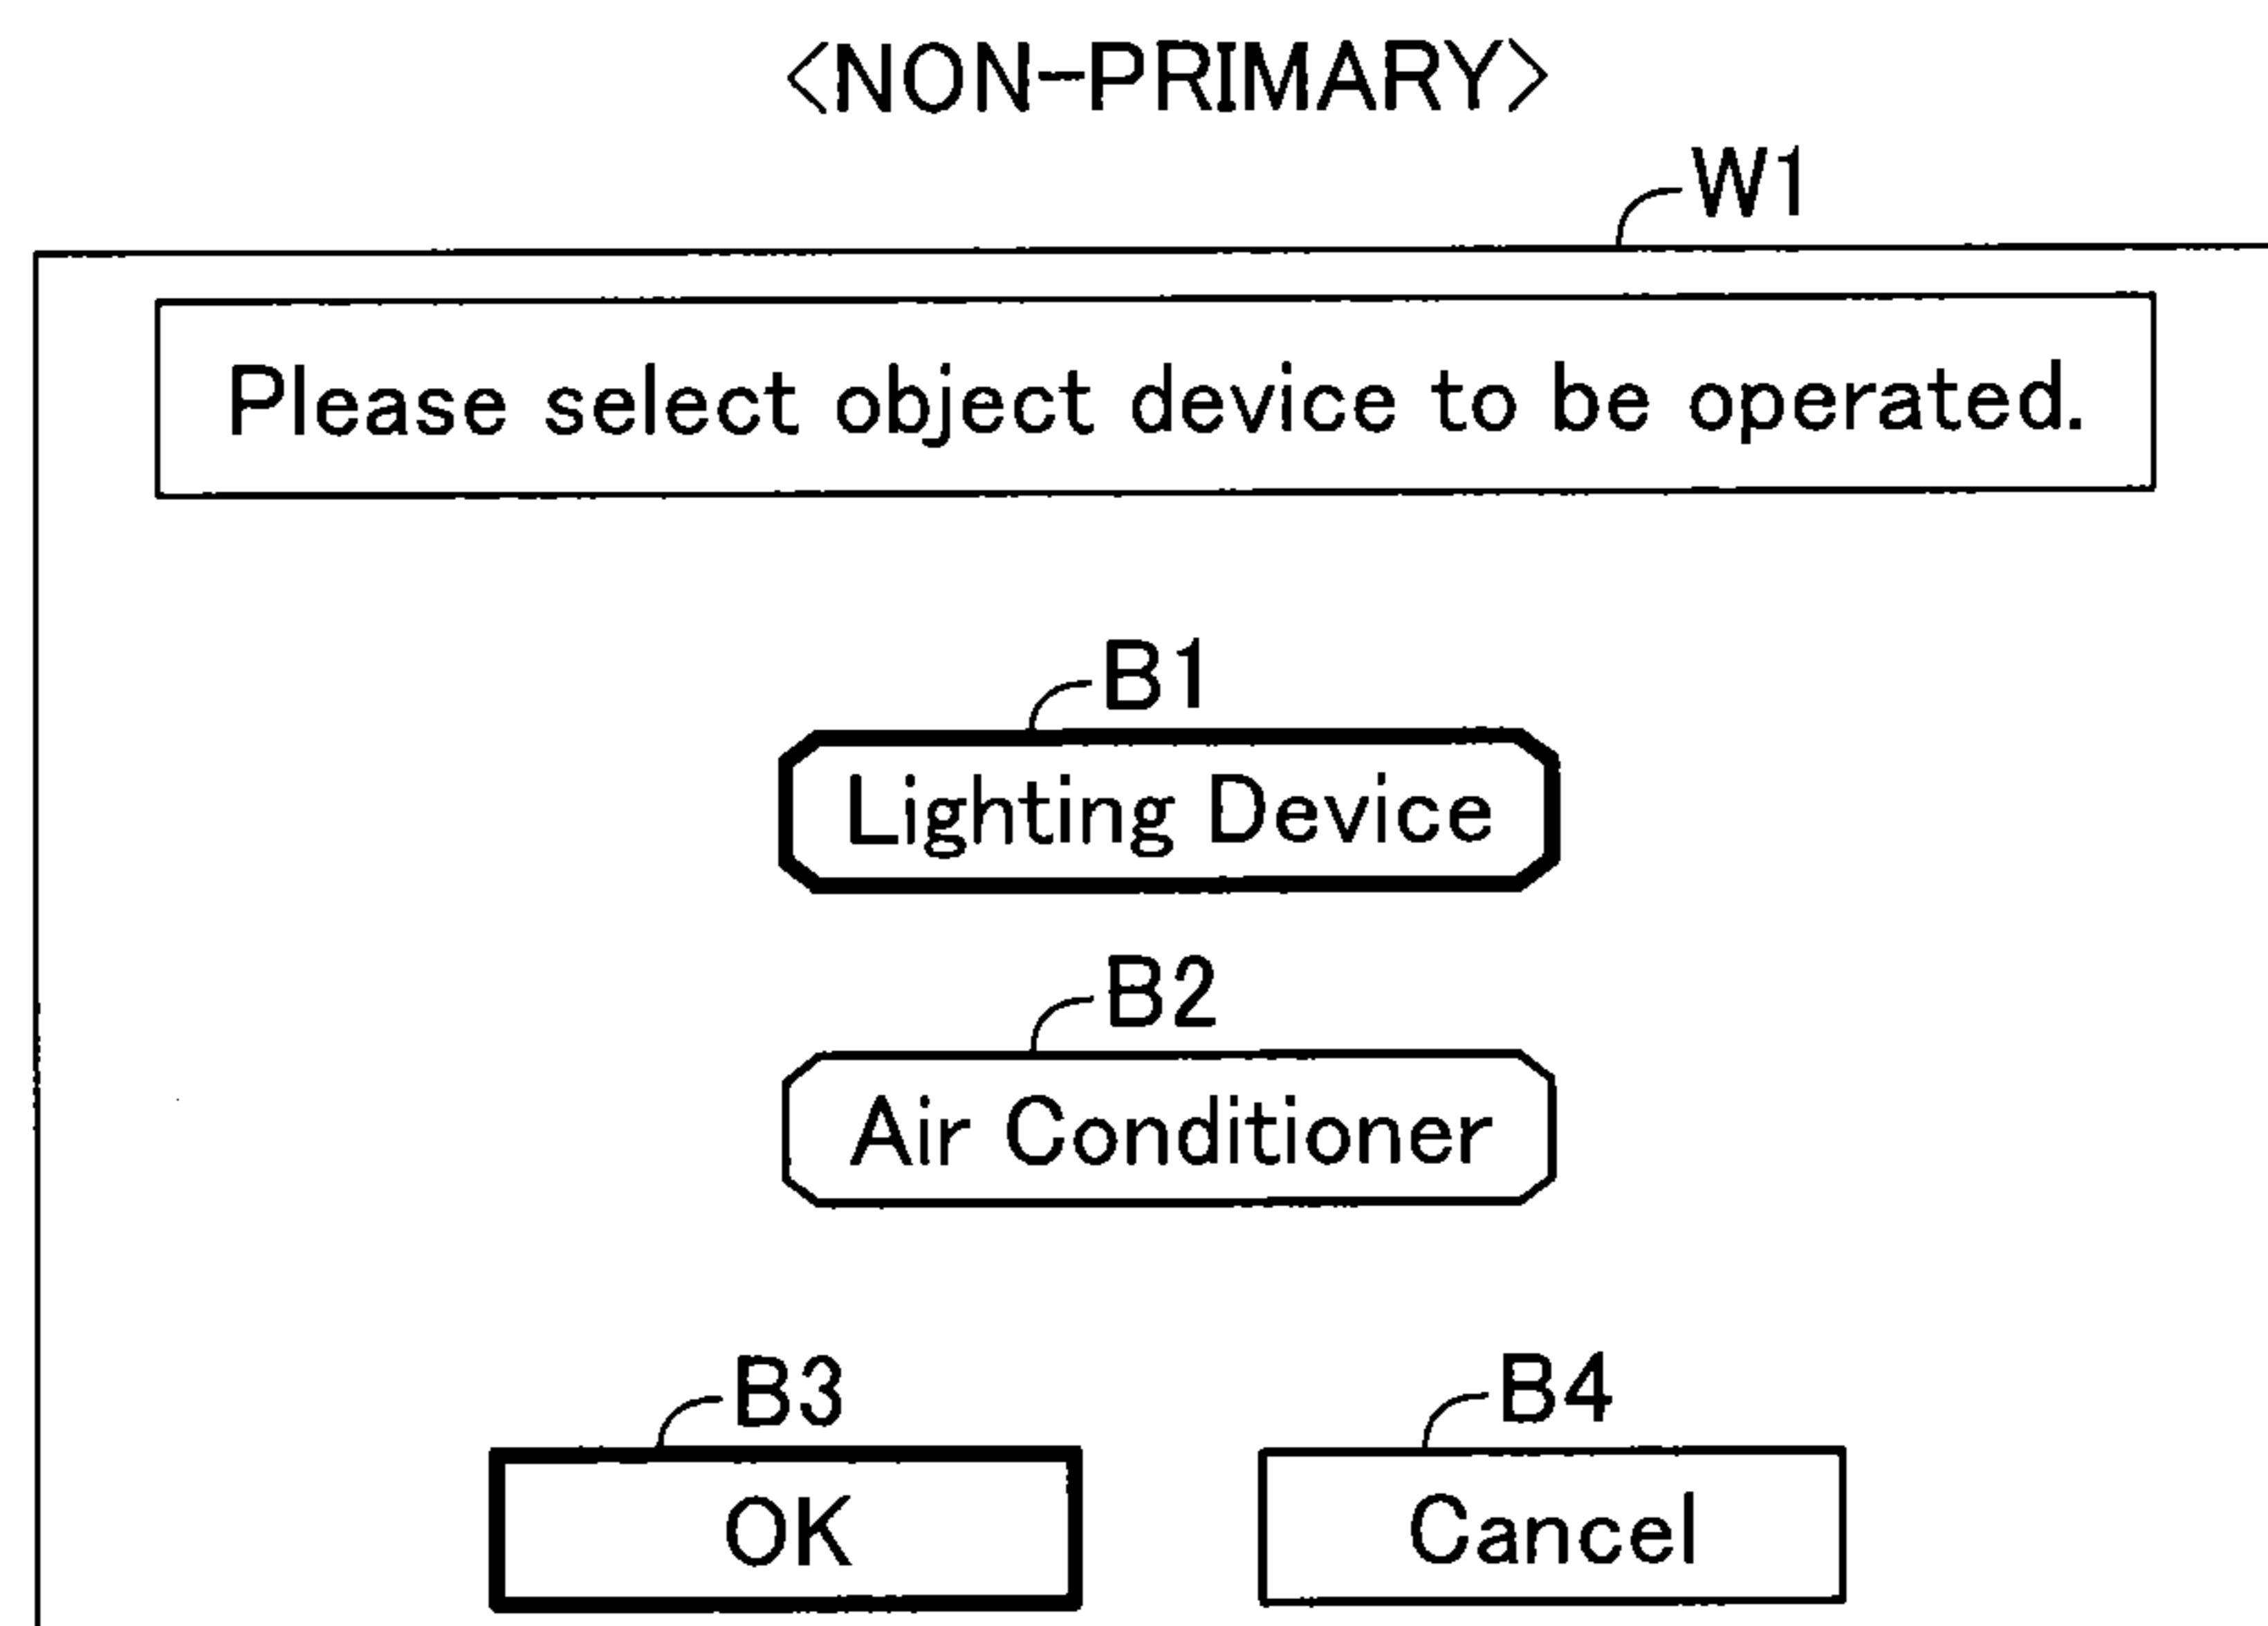 <NON-PRIMARY>
W1
Please select object device to be operated.
B1
Lighting Device
B2
Air Conditioner
B3 B4
OK Cancel